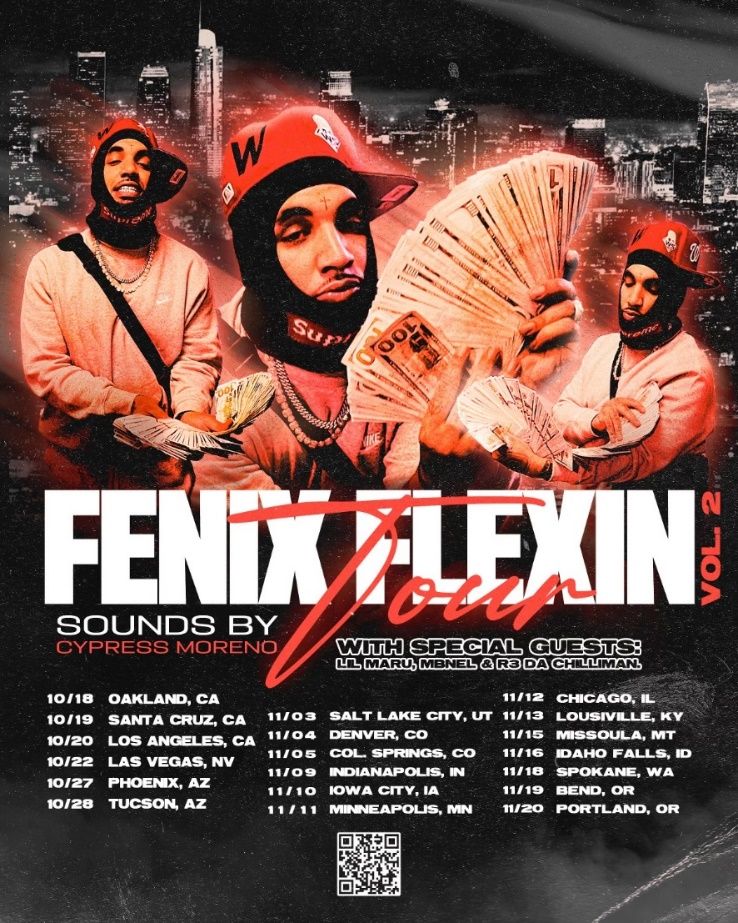 W
W
Supreme
Supreme
NIKE
100
FENIX FLEXIN
Tour
VOL. 2
SOUNDS BY
CYPRESS MORENO
WITH SPECIAL GUESTS:
LIL MARU, MBNEL & R3 DA CHILLIMAN.
10/18 OAKLAND, CA
10/19 SANTA CRUZ, CA
10/20 LOS ANGELES, CA
10/22 LAS VEGAS, NV
10/27 PHOENIX, AZ
10/28 TUCSON, AZ
11/03 SALT LAKE CITY, UT
11/04 DENVER, CO
11/05 COL. SPRINGS, CO
11/09 INDIANAPOLIS, IN
11/10 IOWA CITY, IA
11/11 MINNEAPOLIS, MN
11/12 CHICAGO, IL
11/13 LOUSIVILLE, KY
11/15 MISSOULA, MT
11/16 IDAHO FALLS, ID
11/18 SPOKANE, WA
11/19 BEND, OR
11/20 PORTLAND, OR